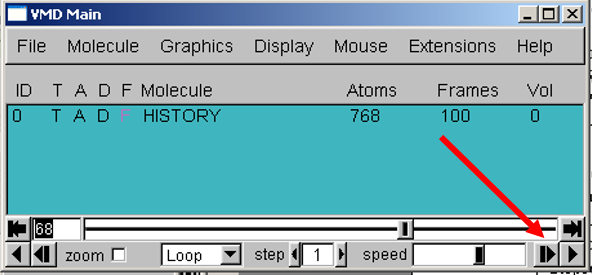 VMD Main
File Molecule Graphics Display Mouse Extensions Help
ID T A D F Molecule Atoms Frames Vol
0 T A D F HISTORY 768 100 0
68
zoom Loop step 1 speed